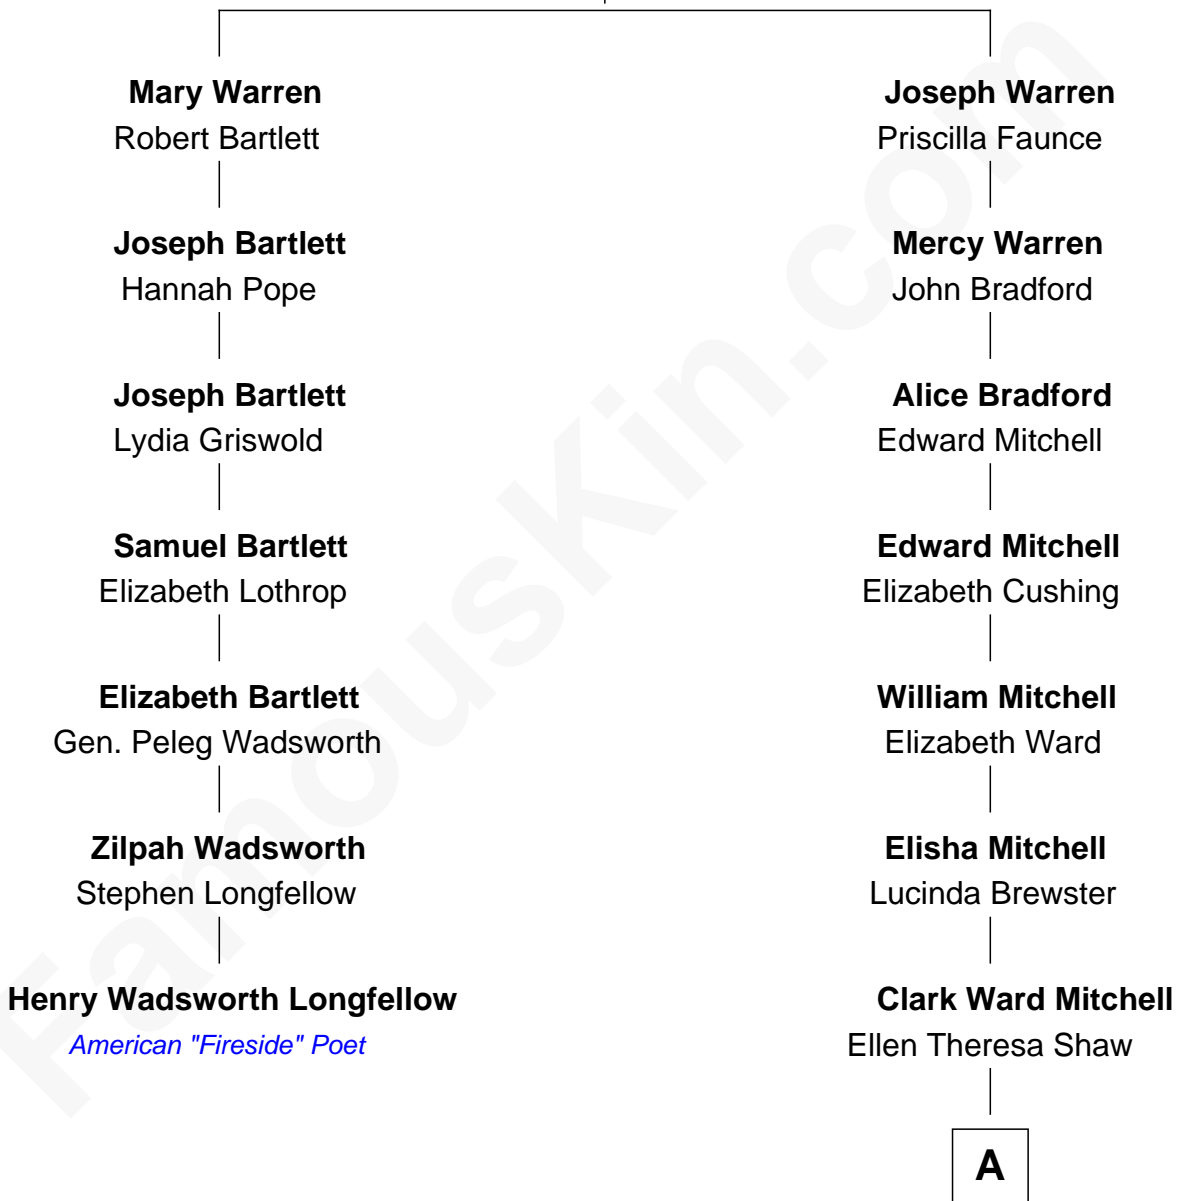 Mary Warren
Robert Bartlett
Joseph Bartlett
Hannah Pope
Joseph Bartlett
Lydia Griswold
Samuel Bartlett
Elizabeth Lothrop
Elizabeth Bartlett
Gen. Peleg Wadsworth
Zilpah Wadsworth
Stephen Longfellow
Henry Wadsworth Longfellow
American "Fireside" Poet
Joseph Warren
Priscilla Faunce
Mercy Warren
John Bradford
Alice Bradford
Edward Mitchell
Edward Mitchell
Elizabeth Cushing
William Mitchell
Elizabeth Ward
Elisha Mitchell
Lucinda Brewster
Clark Ward Mitchell
Ellen Theresa Shaw
A
FamousKin.com